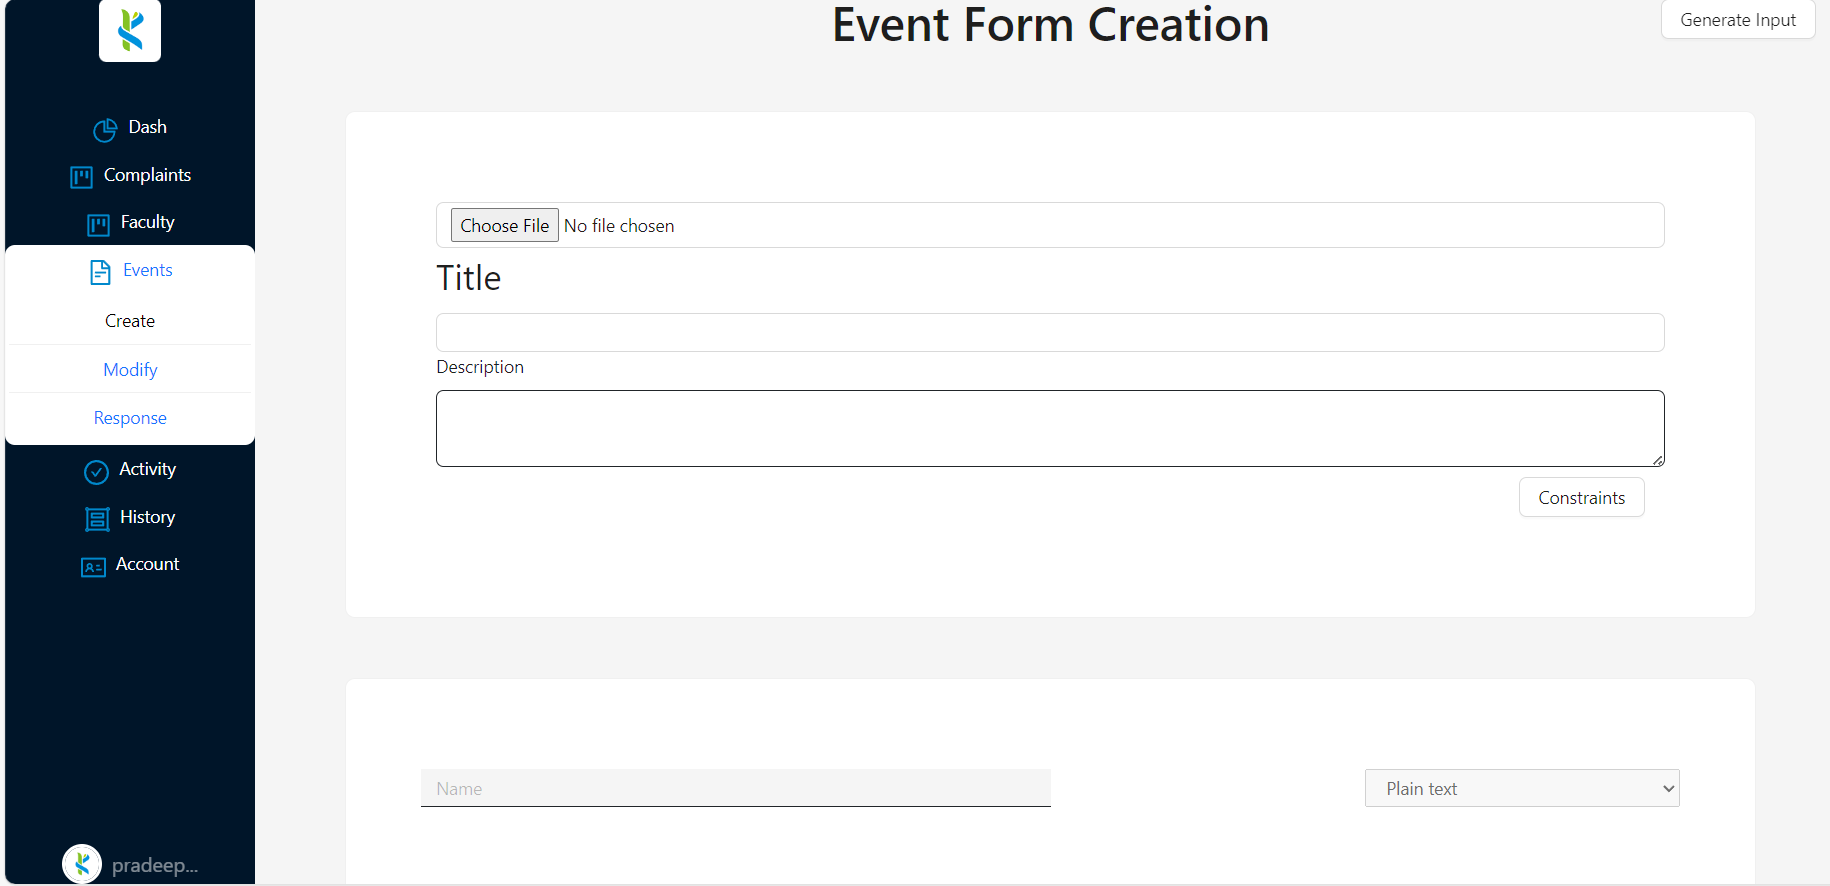 Event Form Creation
Generate Input
Dash
Complaints
Faculty
Events
Create
Modify
Response
Activity
History
Account
pradeep...
Choose File No file chosen
Title
Description
Constraints
Name
Plain text